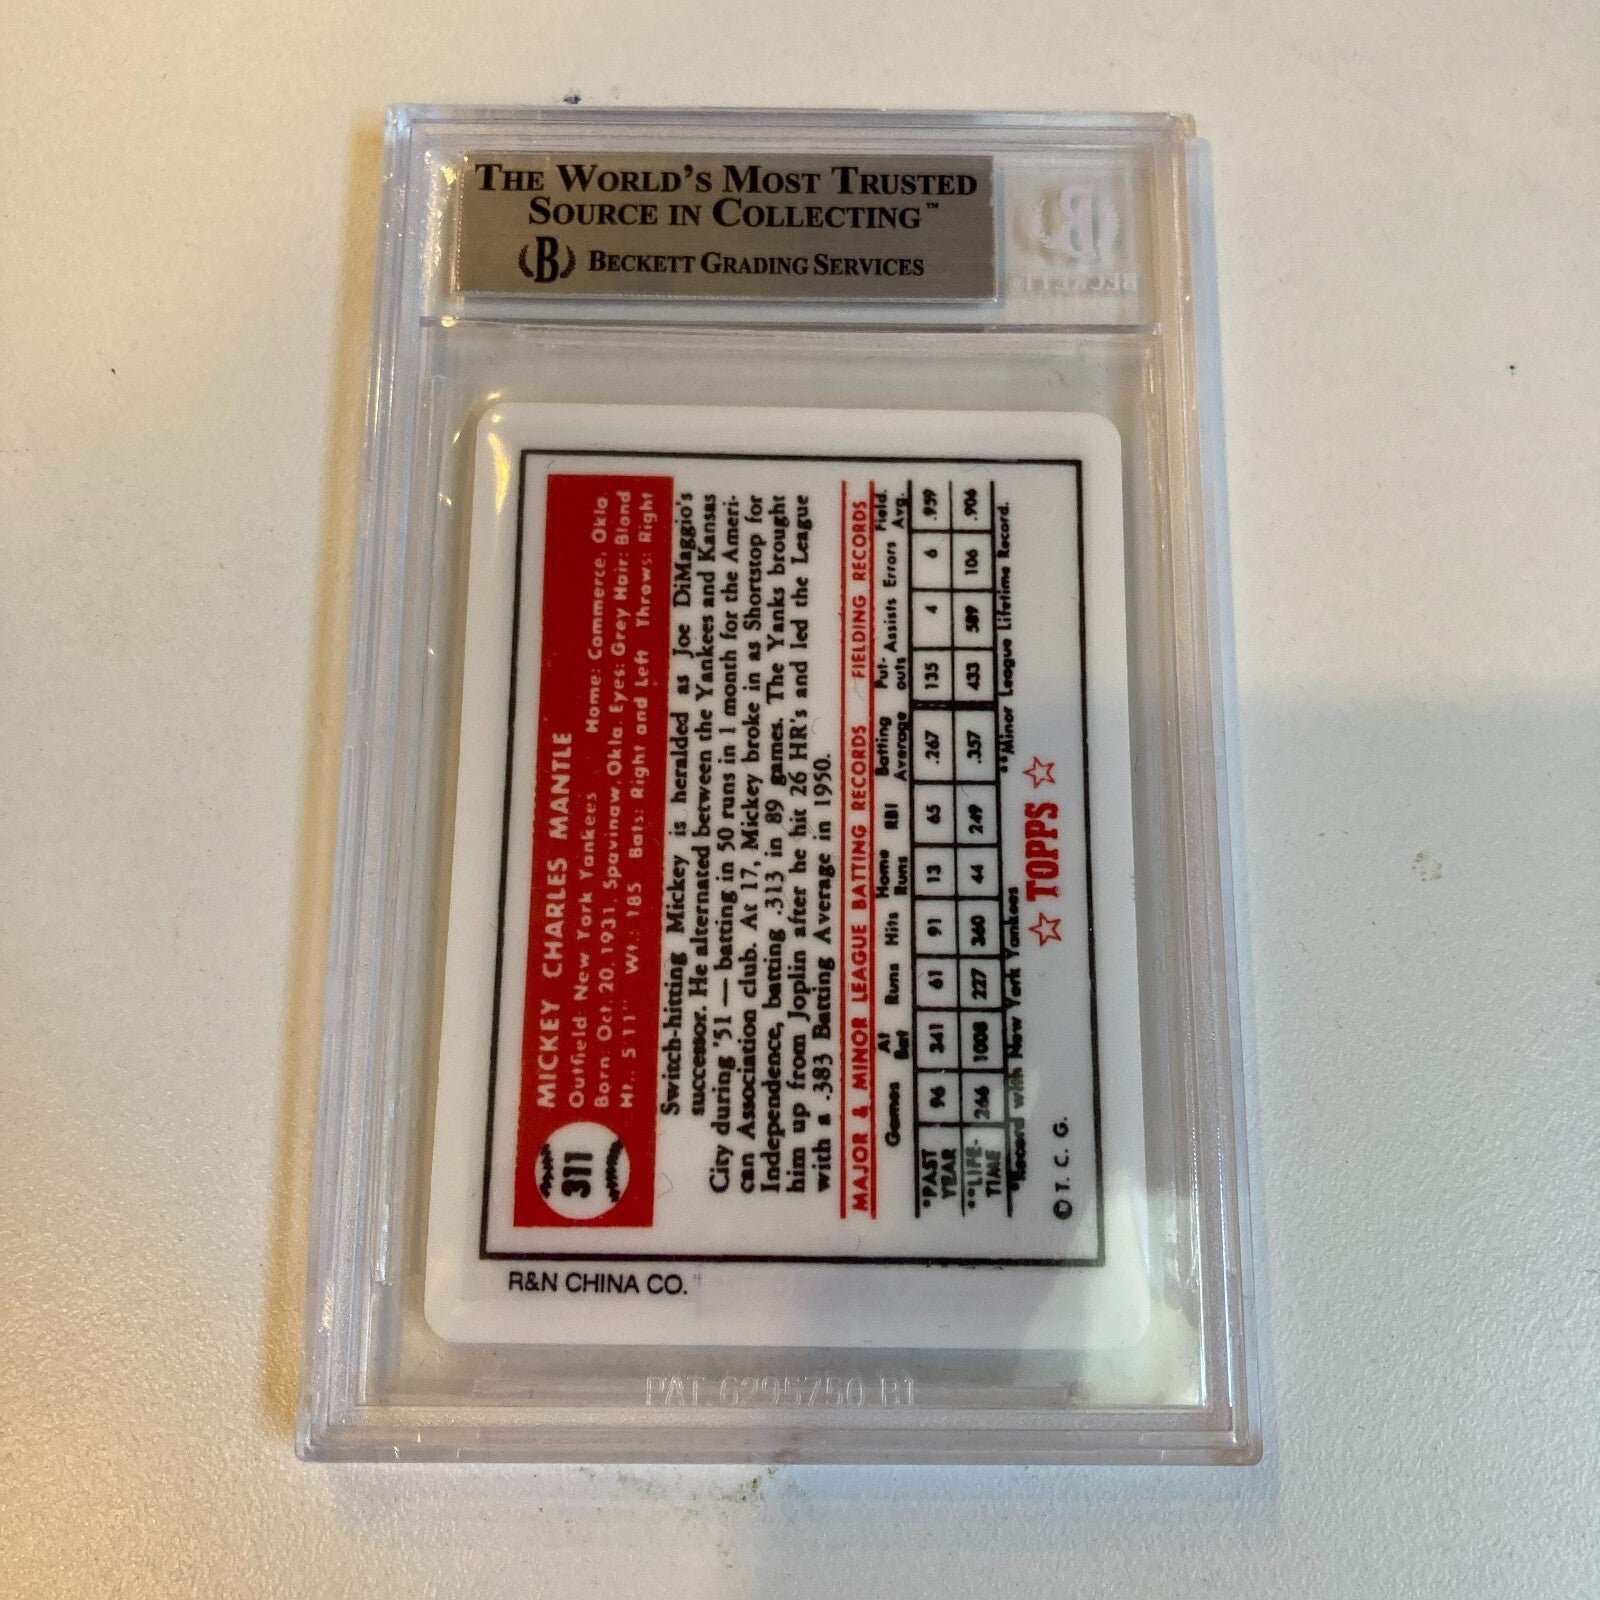 THE WORLD'S MOST TRUSTED
SOURCE IN COLLECTING™
B BECKETT GRADING SERVICES
311
MICKEY CHARLES MANTLE
Outfield: New York Yankees Home: Commerce, Okla.
Born: Oct. 20, 1931, Spavinaw, Okla. Eyes: Grey Hair: Blond
Ht.: 5'11" Wt.: 185 Bats: Right and Left Throws: Right
Switch-hitting Mickey is heralded as Joe DiMaggio's
successor. He alternated between the Yankees and Kansas
City during '51 — batting in 50 runs in 1 month for the Ameri-
can Association club. At 17, Mickey broke in as Shortstop for
Independence, batting .313 in 89 games. The Yanks brought
him up from Joplin after he hit 26 HR's and led the League
with a .383 Batting Average in 1950.
MAJOR & MINOR LEAGUE BATTING RECORDS FIELDING RECORDS
Games At Bat Runs Hits Home Runs RBI Batting Average Put-outs Assists Errors Field. Avg.
*PAST YEAR 96 341 61 91 13 65 .267 135 4 6 .959
**LIFE-TIME 266 1008 227 360 44 249 .357 433 589 106 .906
*Record with New York Yankees **Minor League Lifetime Record.
☆ TOPPS ☆
© T. C. G.
R&N CHINA CO.
PAT 6295750 B1
BECKETT